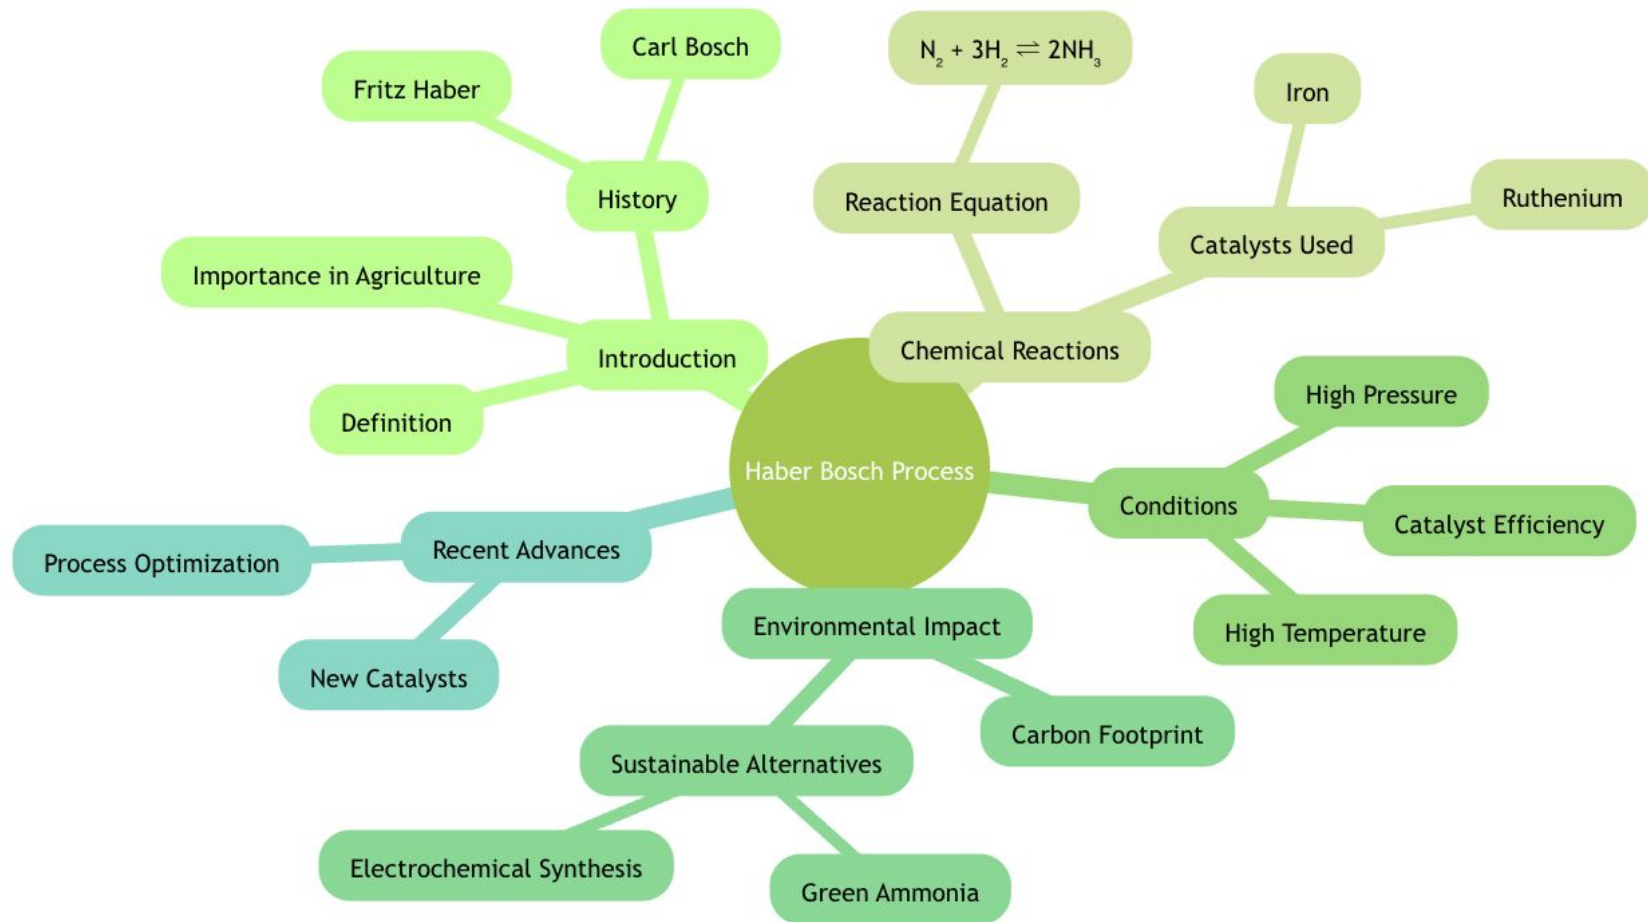 Carl Bosch
N₂ + 3H₂ ⇌ 2NH₃
Fritz Haber
Iron
History
Reaction Equation
Ruthenium
Catalysts Used
Importance in Agriculture
Introduction
Chemical Reactions
High Pressure
Definition
Haber Bosch Process
Conditions
Catalyst Efficiency
Recent Advances
Process Optimization
Environmental Impact
High Temperature
New Catalysts
Carbon Footprint
Sustainable Alternatives
Electrochemical Synthesis
Green Ammonia